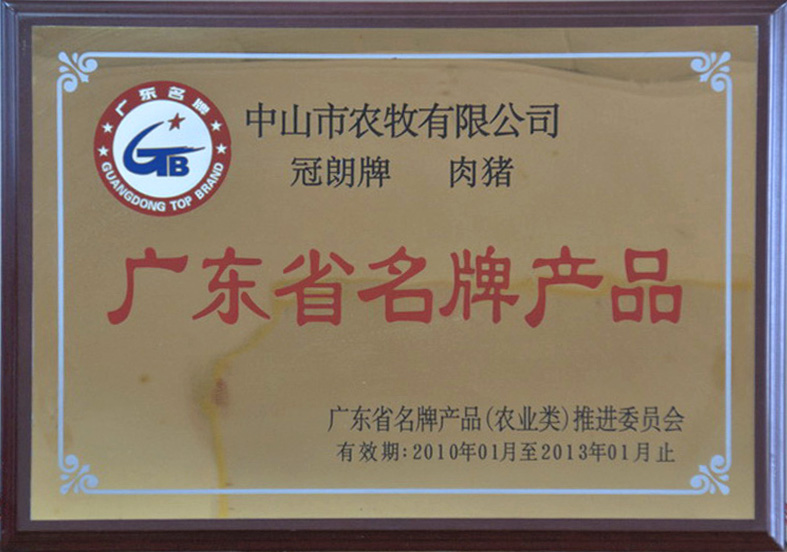 广东名牌
GTB
GUANGDONG TOP BRAND
中山市农牧有限公司
冠朗牌 肉猪
广东省名牌产品
广东省名牌产品(农业类)推进委员会
有效期:2010年01月至2013年01月止